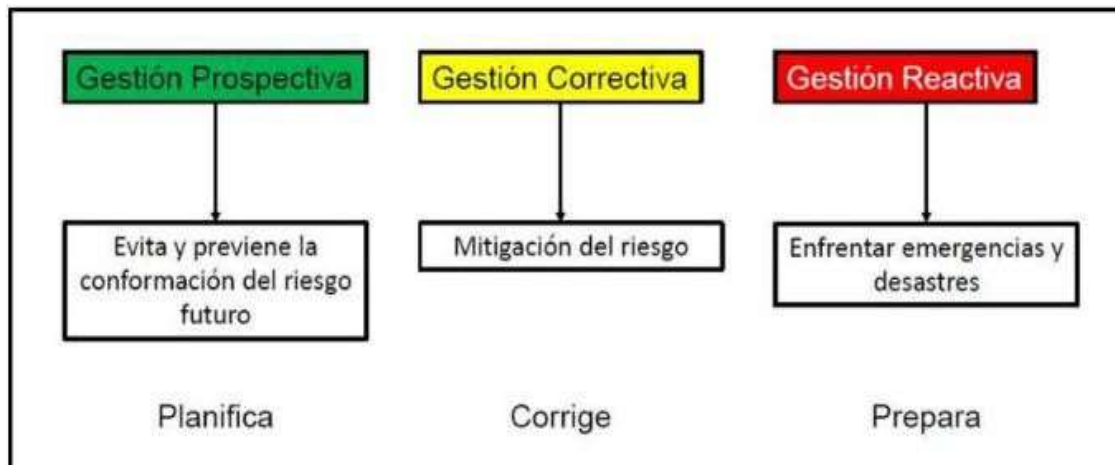 Gestión Prospectiva
Gestión Correctiva
Gestión Reactiva
Evita y previene la
conformación del riesgo
futuro
Mitigación del riesgo
Enfrentar emergencias y
desastres
Planifica
Corrige
Prepara